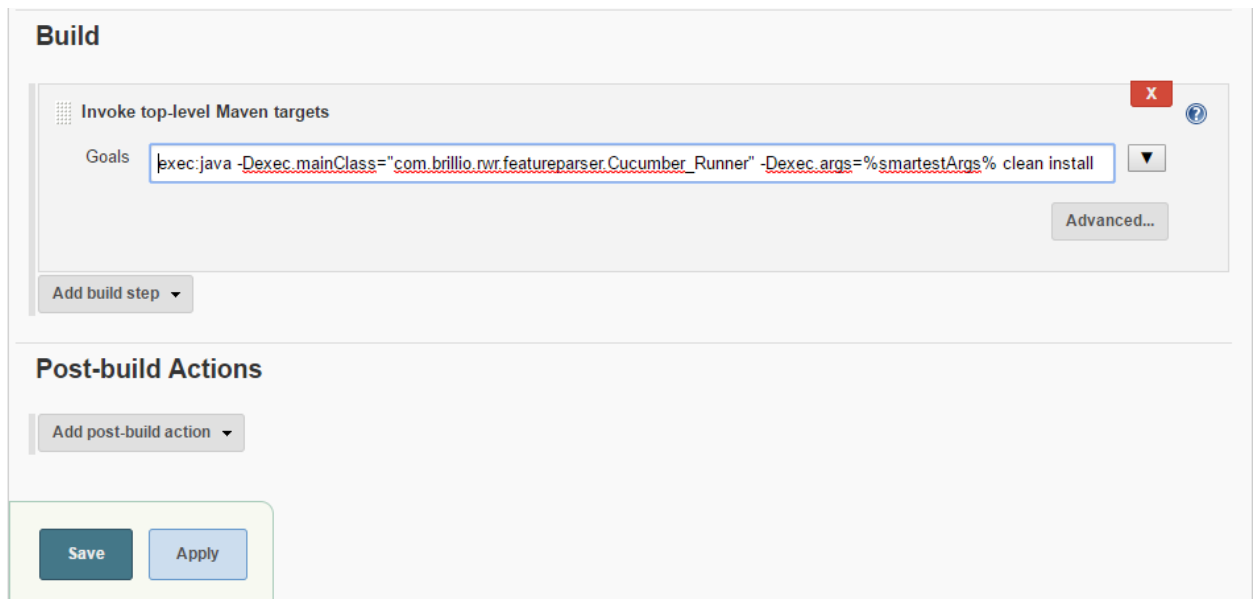 Build
X
Invoke top-level Maven targets
?
Goals exec:java -Dexec.mainClass="com.brillio.rwr.featureparser.Cucumber_Runner" -Dexec.args=%smartestArgs% clean install ▼
Advanced...
Add build step
Post-build Actions
Add post-build action
Save Apply